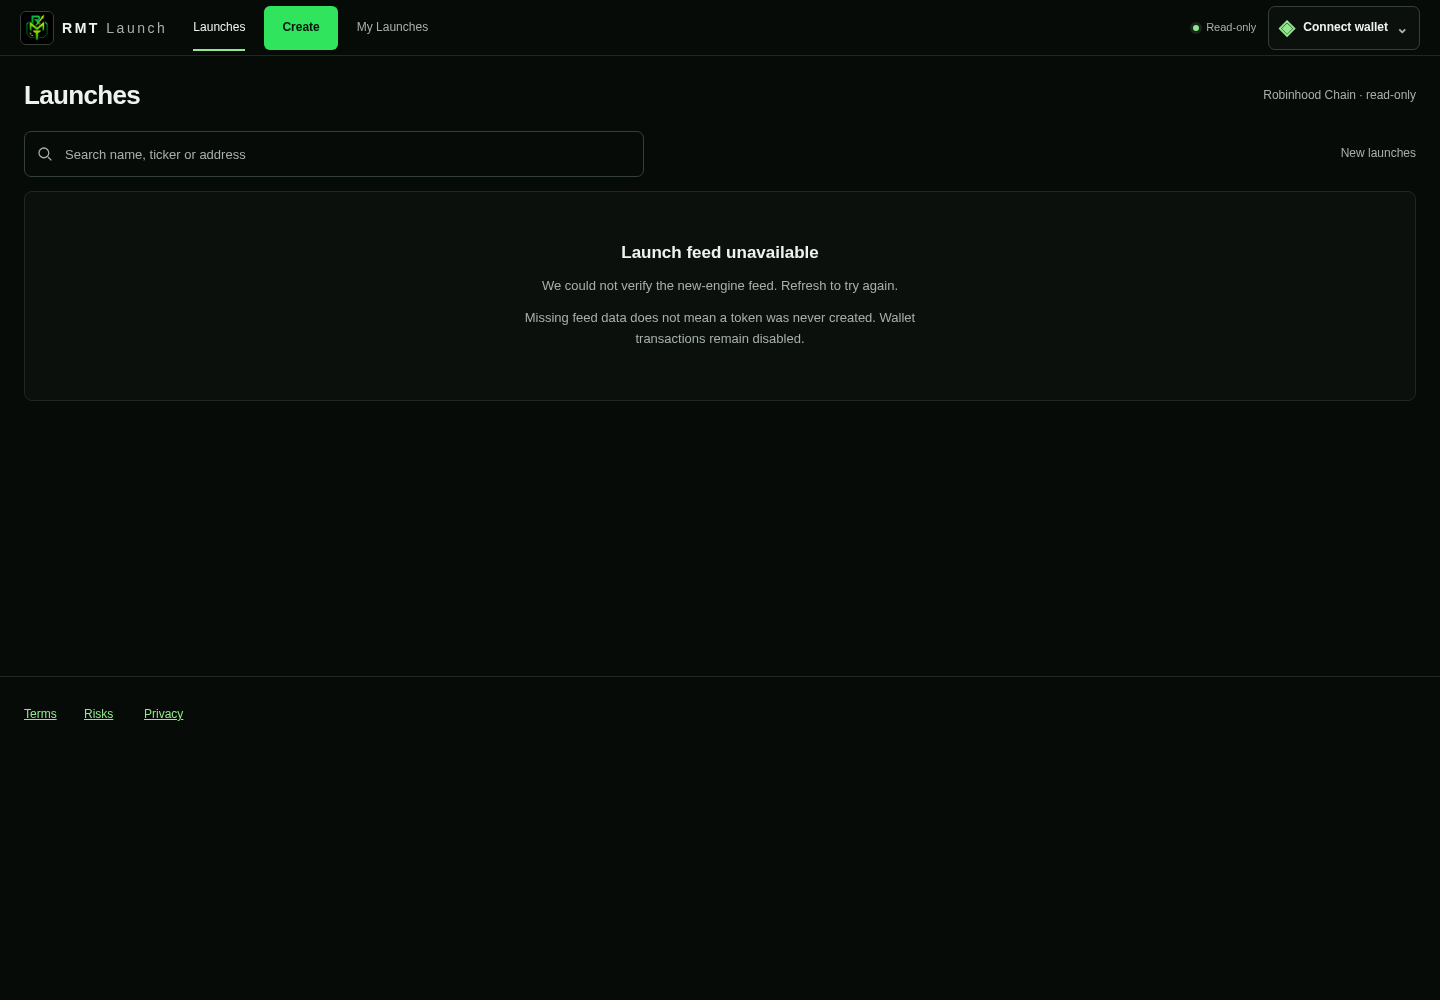 RMT Launch
Launches
Create
My Launches
Read-only
Connect wallet
Launches
Robinhood Chain · read-only
Search name, ticker or address
New launches
Launch feed unavailable
We could not verify the new-engine feed. Refresh to try again.
Missing feed data does not mean a token was never created. Wallet
transactions remain disabled.
Terms
Risks
Privacy